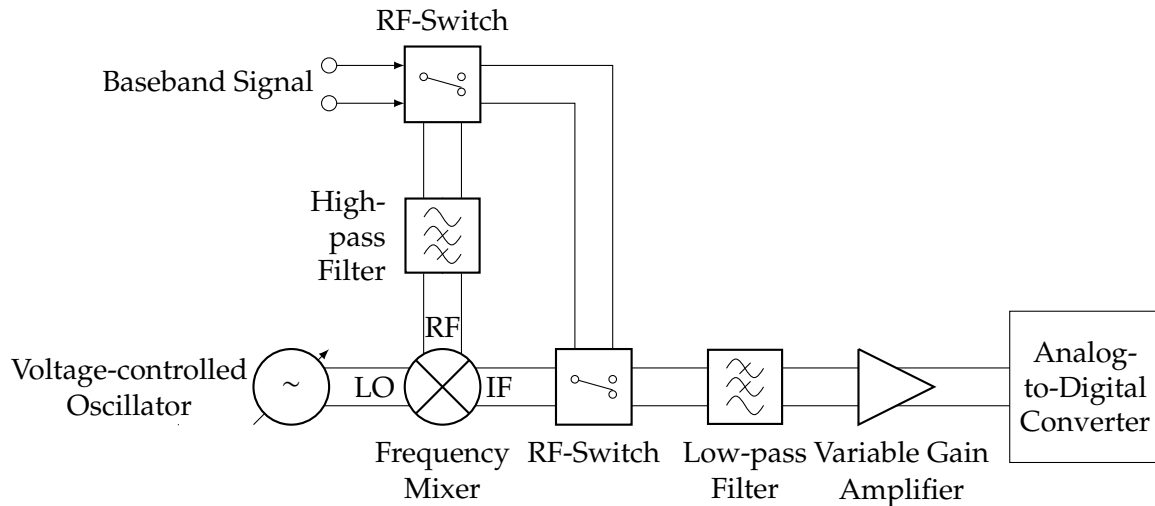 RF-Switch
Baseband Signal
High-
pass
Filter
RF
Voltage-controlled
Oscillator
~
LO
IF
Analog-
to-Digital
Converter
Frequency
Mixer
RF-Switch
Low-pass
Filter
Variable Gain
Amplifier